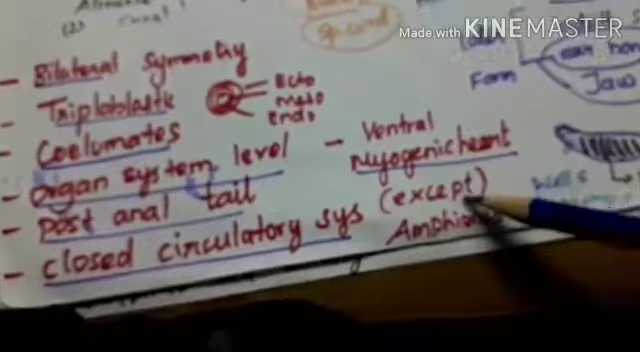 Made with KINEMASTER
(2)
- Bilateral Symmetry
- Triploblastic
Ecto
Meso
Endo
- Coelomates
- Organ system level
- Post anal tail
- closed circulatory sys
- Ventral
Myogenic heart
(except)
Form
Jaw